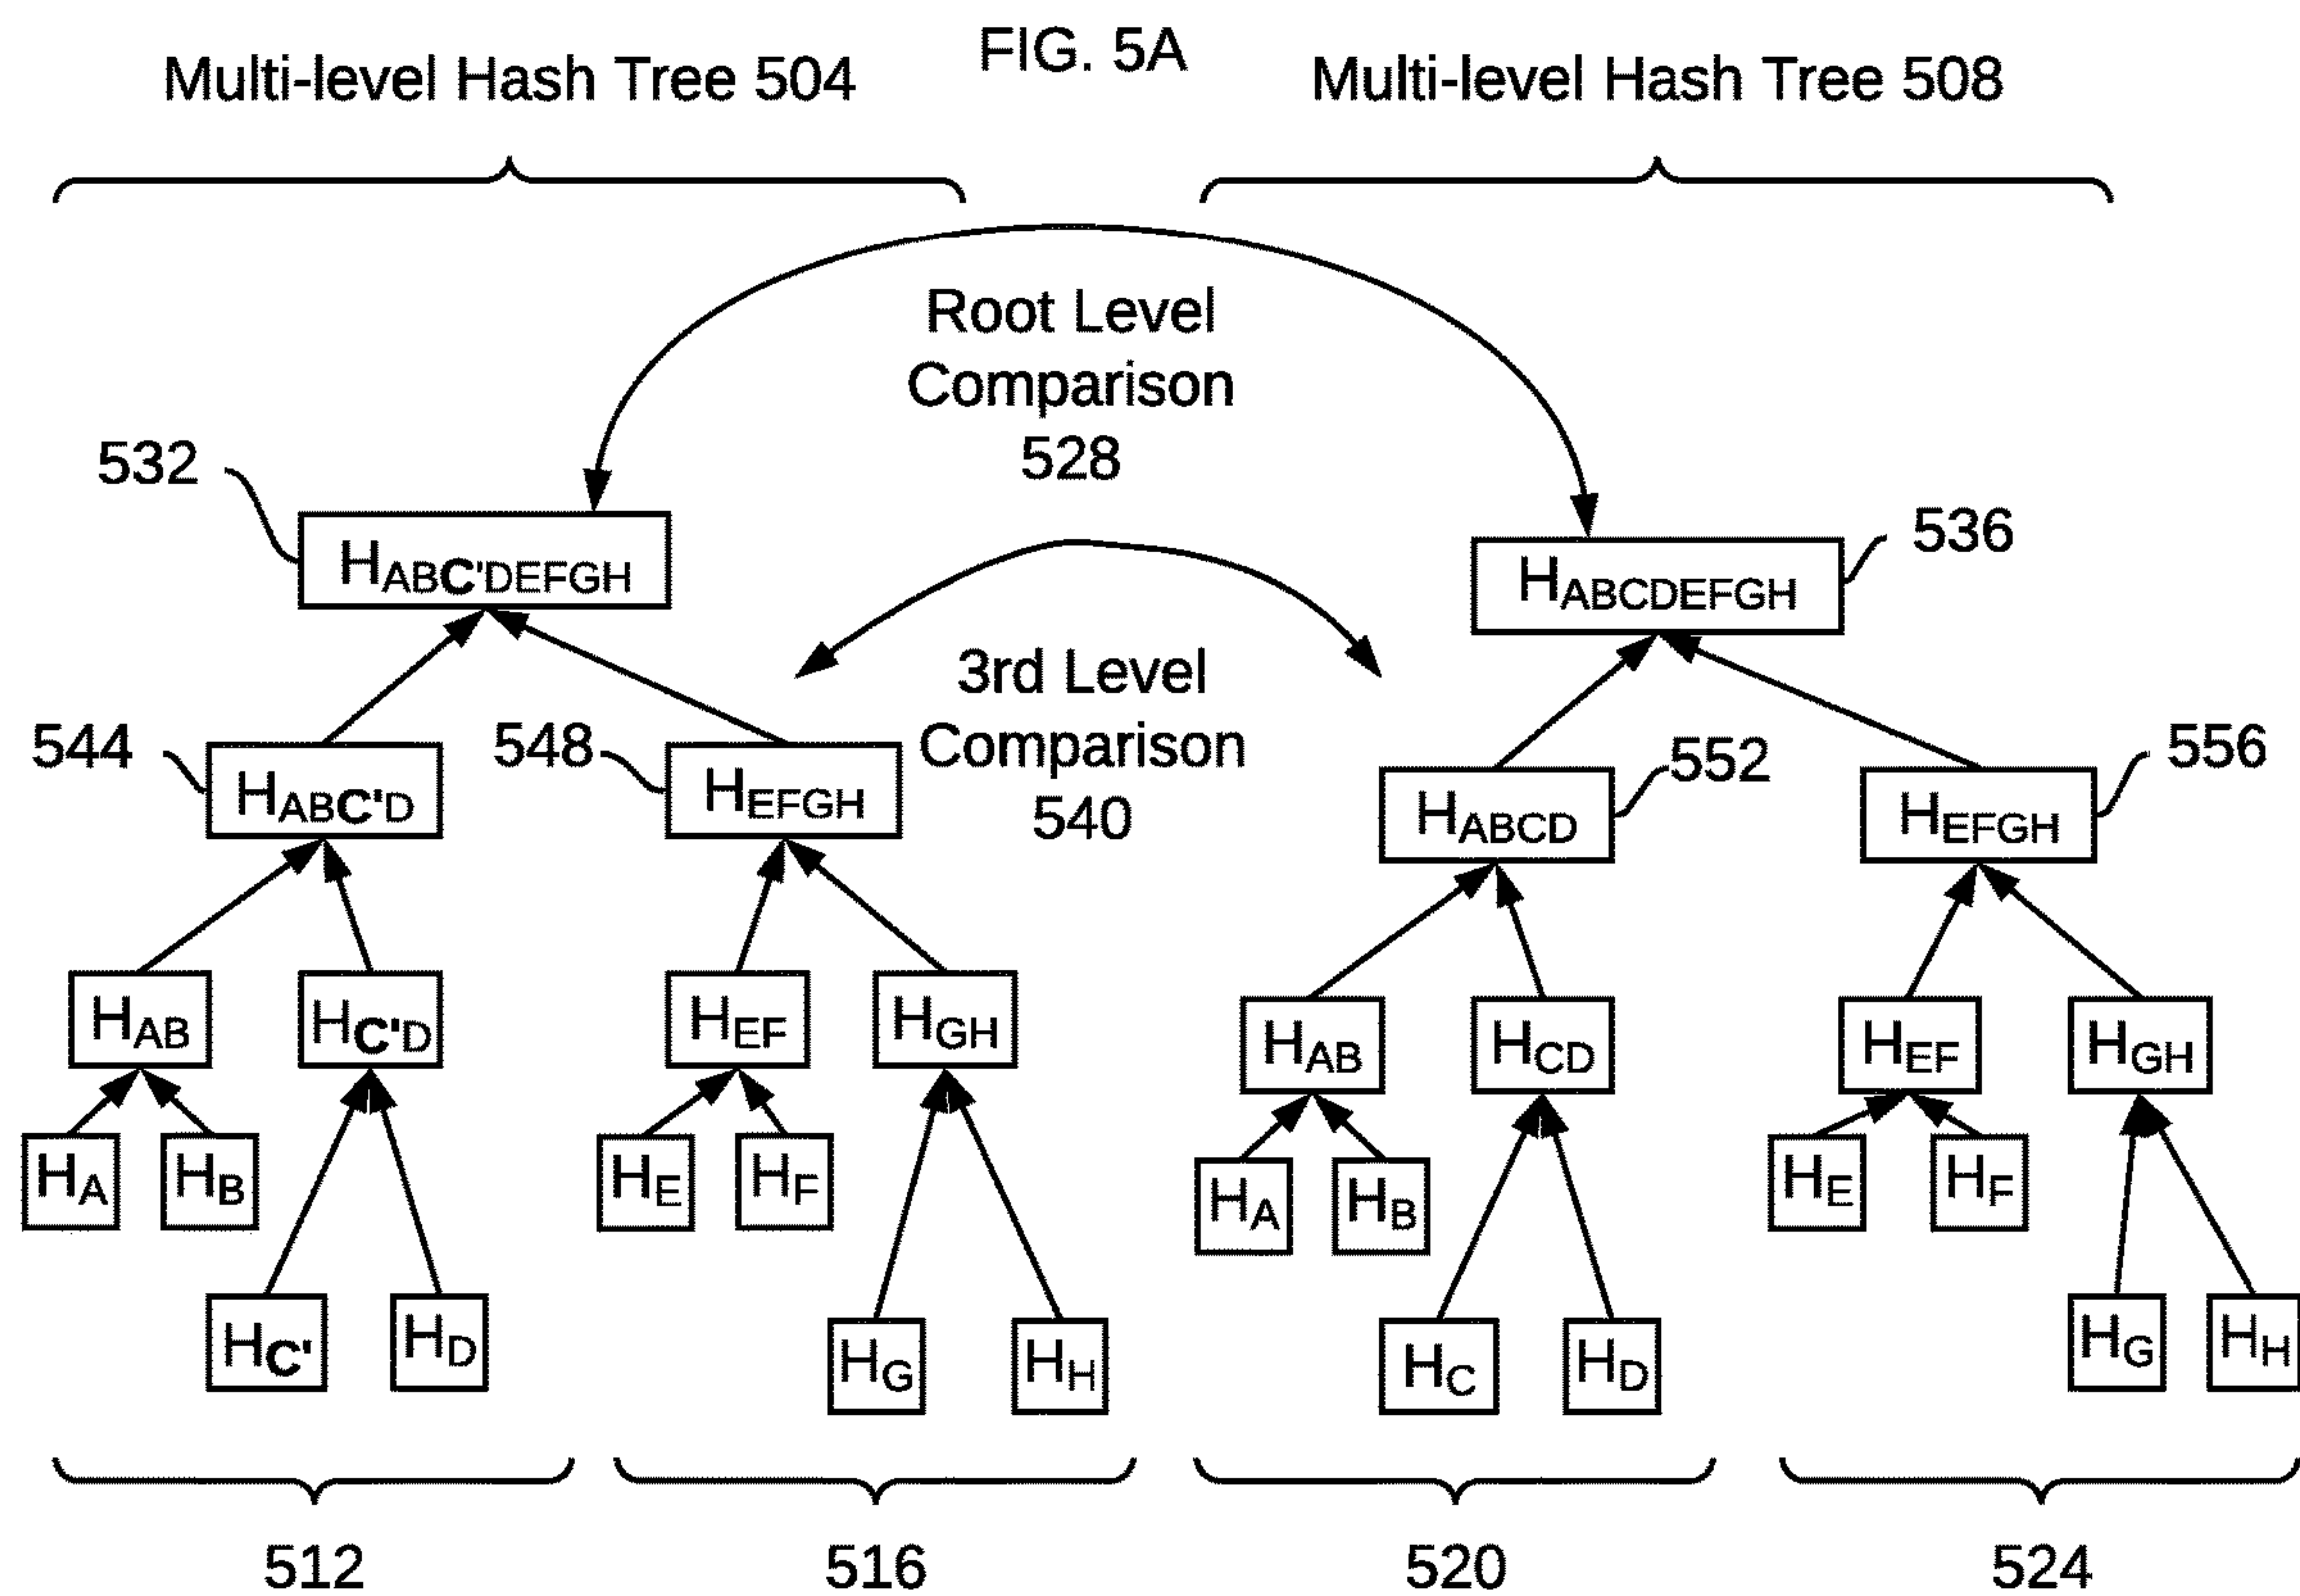 FIG. 5A
Multi-level Hash Tree 504
Multi-level Hash Tree 508
Root Level
Comparison
528
532
HABC'DEFGH
536
HABCDEFGH
3rd Level
Comparison
540
544
HABC'D
548
HEFGH
552
HABCD
556
HEFGH
HAB
HC'D
HEF
HGH
HAB
HCD
HEF
HGH
HA
HB
HE
HF
HA
HB
HE
HF
HC'
HD
HG
HH
HC
HD
HG
HH
512
516
520
524